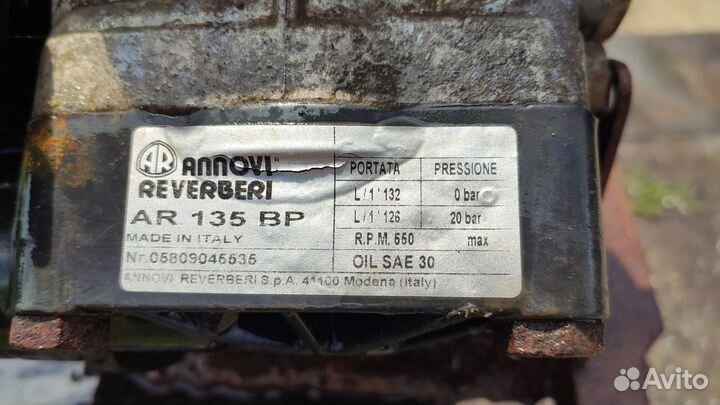 AR ANNOVI
REVERBERI
AR 135 BP
MADE IN ITALY
Nr.05809045535
ANNOVI REVERBERI S.p.A. 41100 Modena (Italy)
PORTATA PRESSIONE
L/1' 132 0 bar
L/1' 126 20 bar
R.P.M. 550 max
OIL SAE 30
Avito